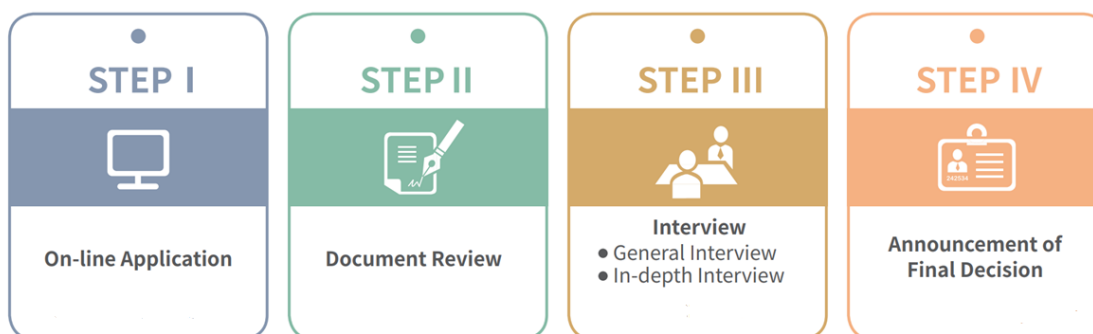 STEP I
On-line Application
STEP II
Document Review
STEP III
Interview
● General Interview
● In-depth Interview
STEP IV
242534
Announcement of
Final Decision